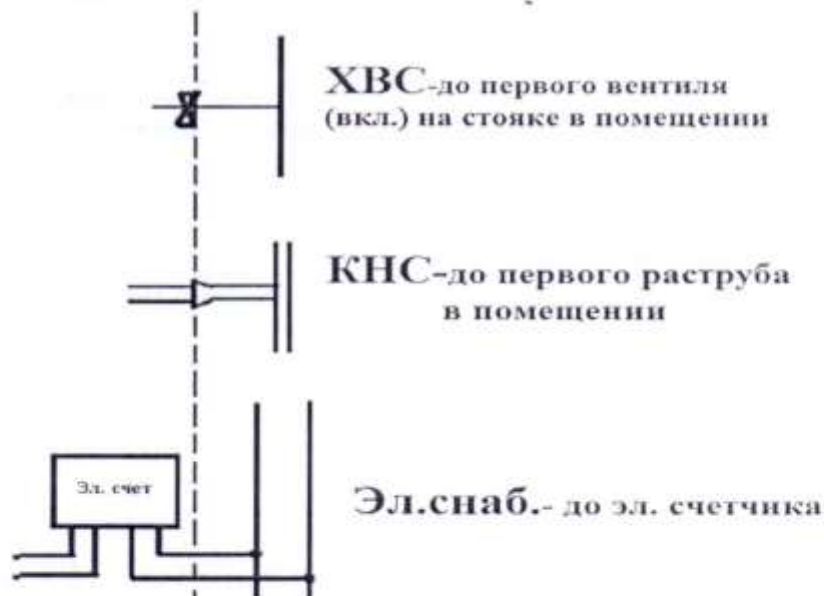 ХВС-до первого вентиля
(вкл.) на стояке в помещении
КНС-до первого раструба
в помещении
Эл. счет
Эл.снаб.- до эл. счетчика